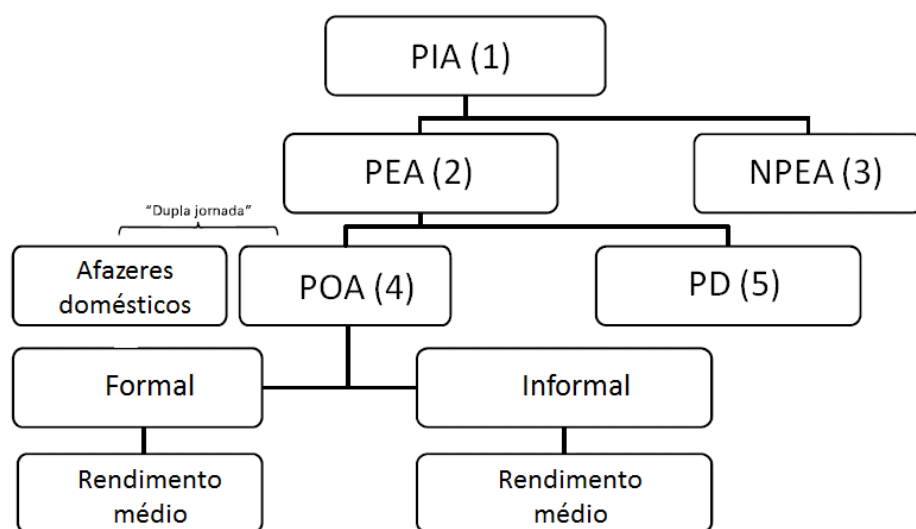 PIA (1)
PEA (2)
NPEA (3)
“Dupla jornada”
Afazeres
domésticos
POA (4)
PD (5)
Formal
Informal
Rendimento
médio
Rendimento
médio